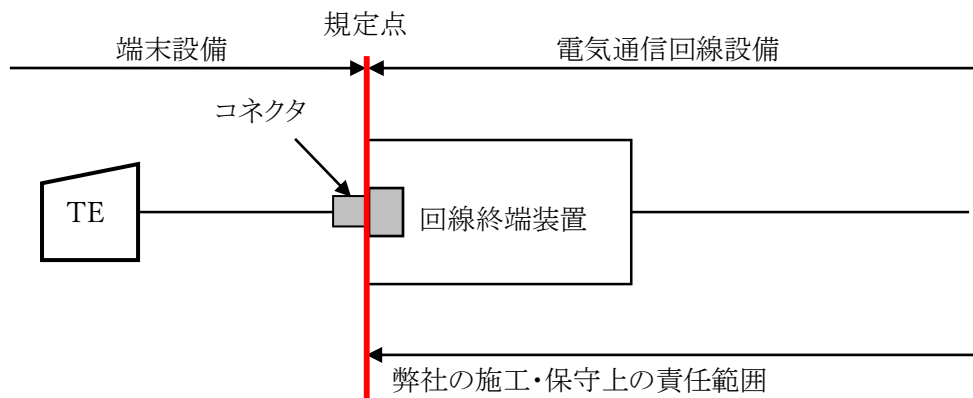 規定点
端末設備
電気通信回線設備
コネクタ
TE
回線終端装置
弊社の施工・保守上の責任範囲